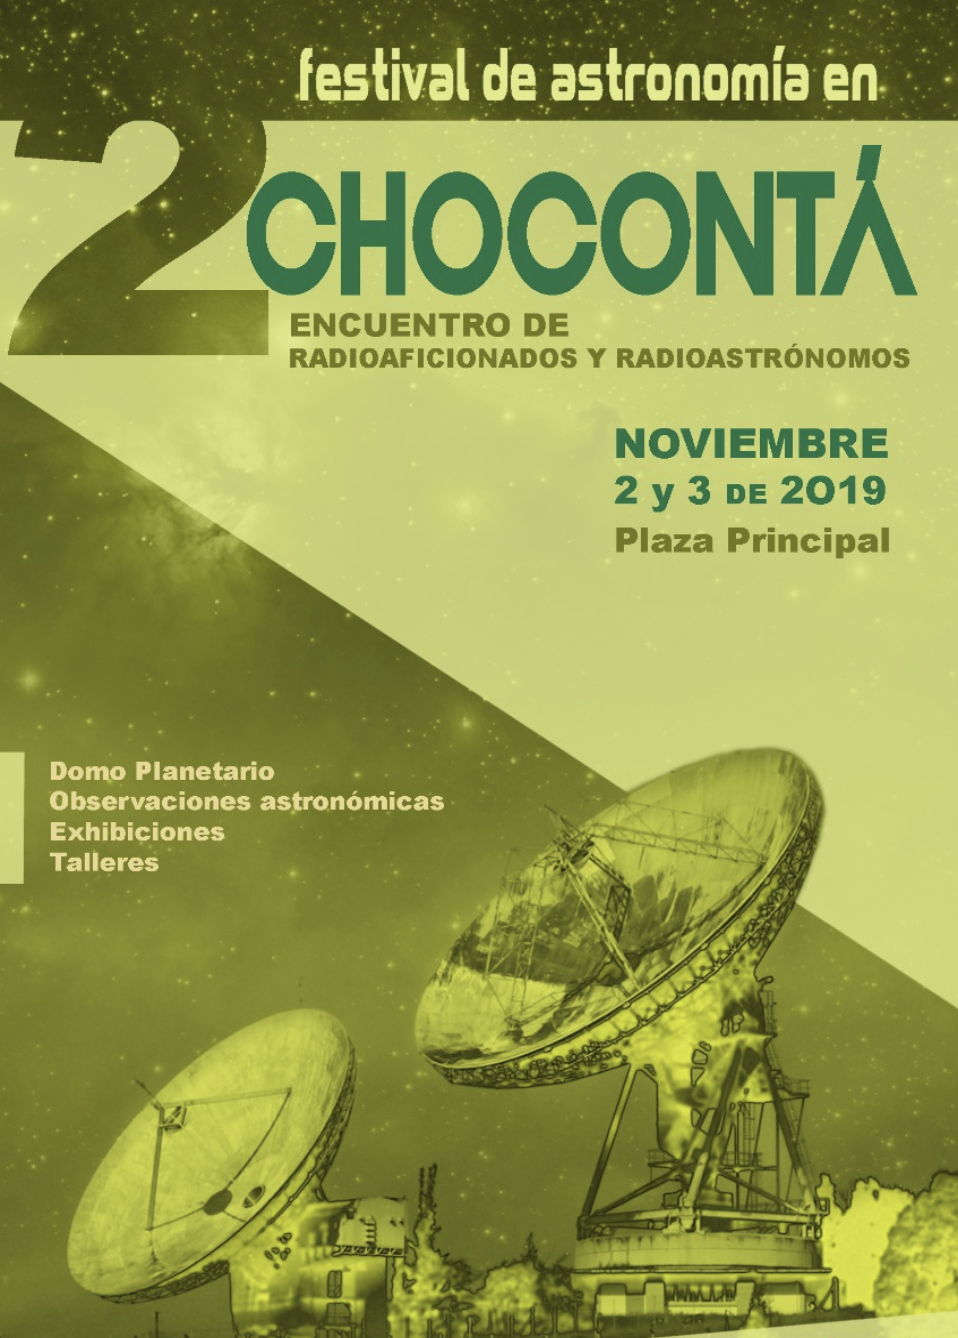 festival de astronomía en
2 CHOCONTÁ
ENCUENTRO DE
RADIOAFICIONADOS Y RADIOASTRÓNOMOS
NOVIEMBRE
2 y 3 DE 2019
Plaza Principal
Domo Planetario
Observaciones astronómicas
Exhibiciones
Talleres